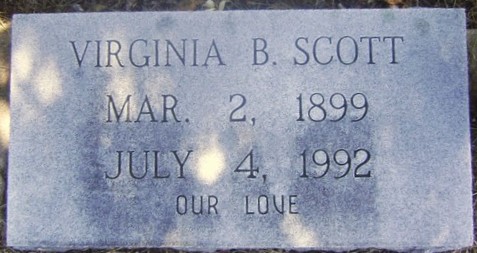 VIRGINIA B. SCOTT
MAR. 2, 1899
JULY 4, 1992
OUR LOVE